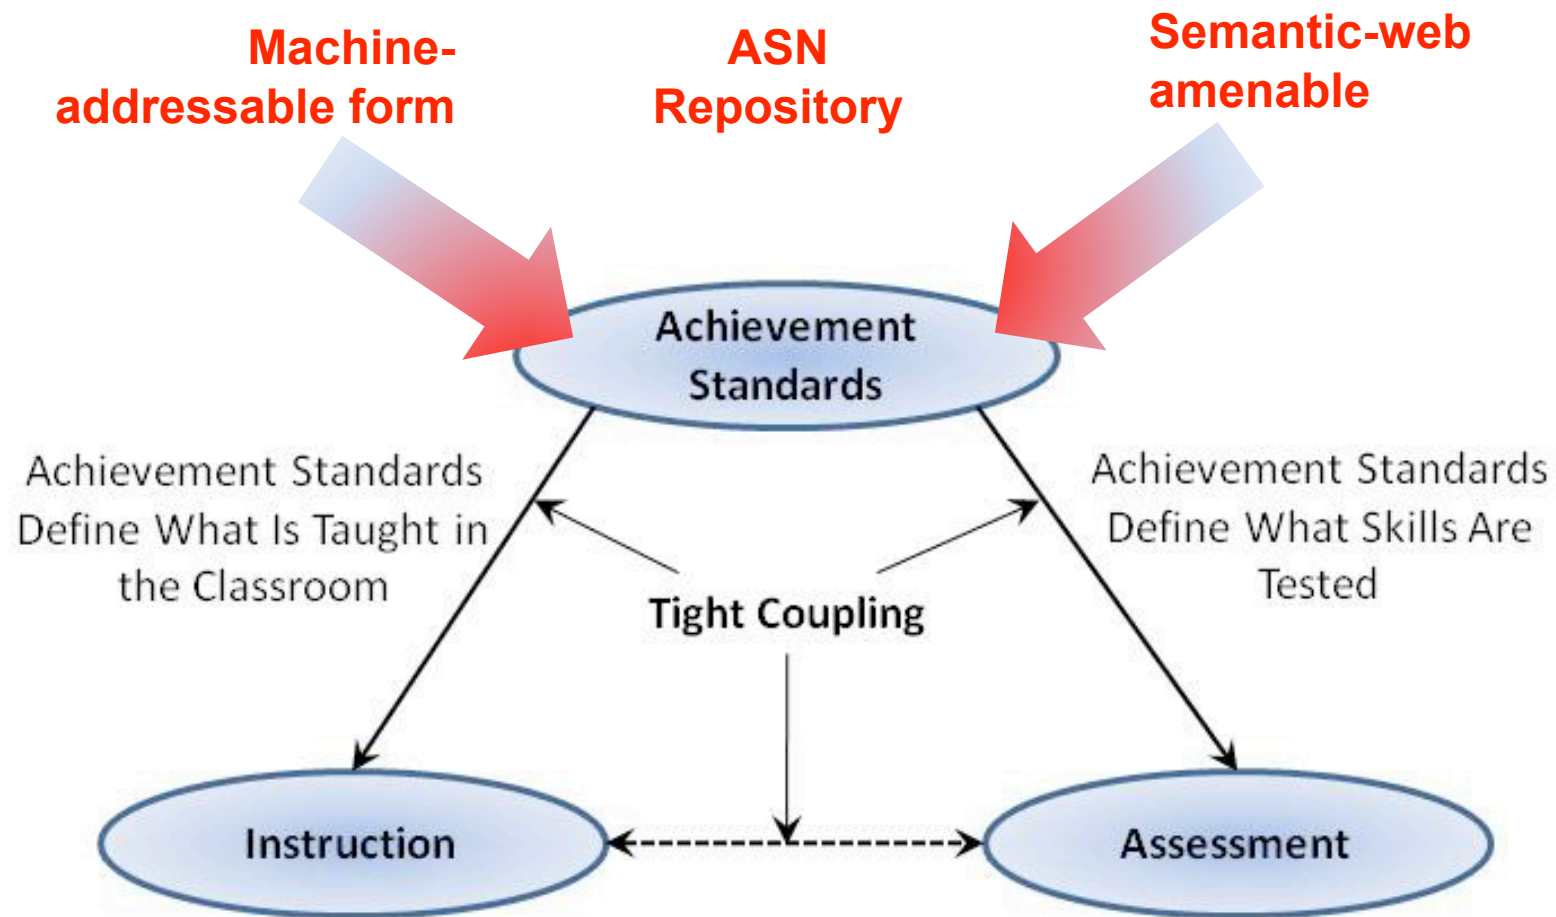 Machine-
addressable form
ASN
Repository
Semantic-web
amenable
Achievement
Standards
Achievement Standards
Define What Is Taught in
the Classroom
Achievement Standards
Define What Skills Are
Tested
Tight Coupling
Instruction
Assessment